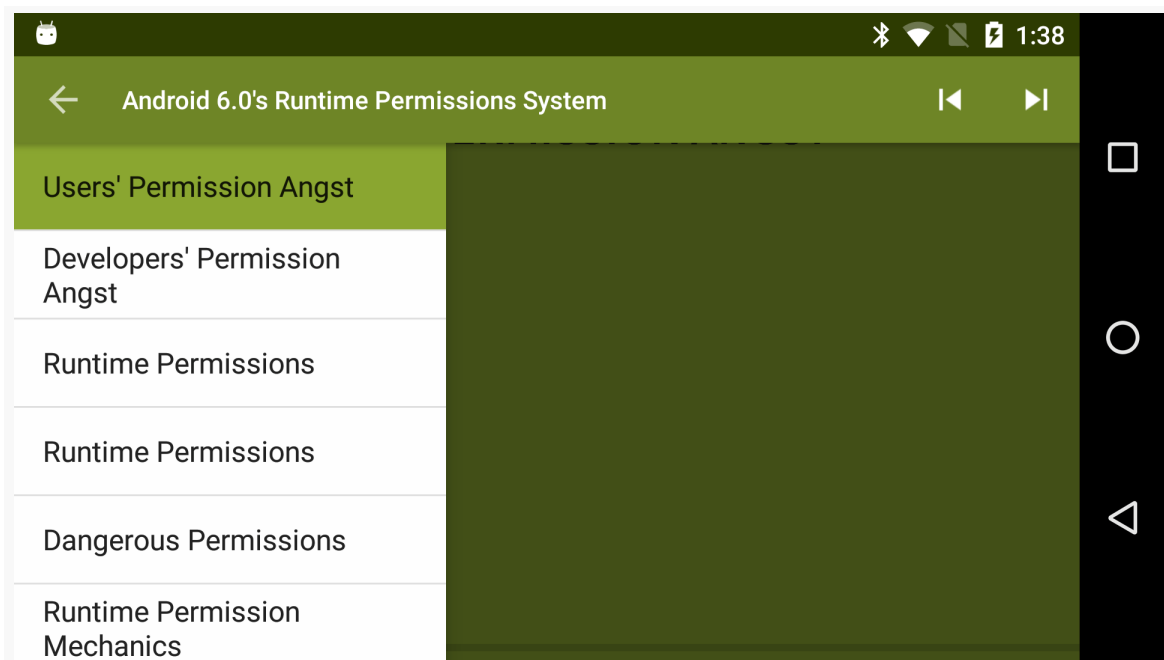 1:38
Android 6.0's Runtime Permissions System
Users' Permission Angst
Developers' Permission
Angst
Runtime Permissions
Runtime Permissions
Dangerous Permissions
Runtime Permission
Mechanics